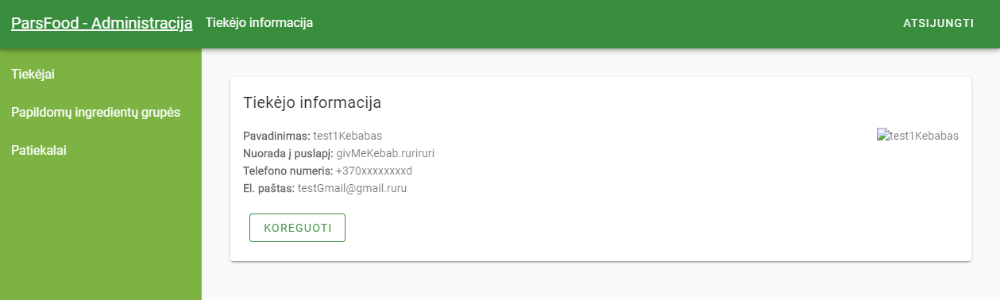 ParsFood - Administracija Tiekėjo informacija ATSIJUNGTI
Tiekėjai
Papildomų ingredientų grupės
Patiekalai
Tiekėjo informacija
Pavadinimas: test1Kebabas
Nuorada į puslapį: givMeKebab.ruriruri
Telefono numeris: +370xxxxxxxxd
El. paštas: testGmail@gmail.ruru
test1Kebabas
KOREGUOTI